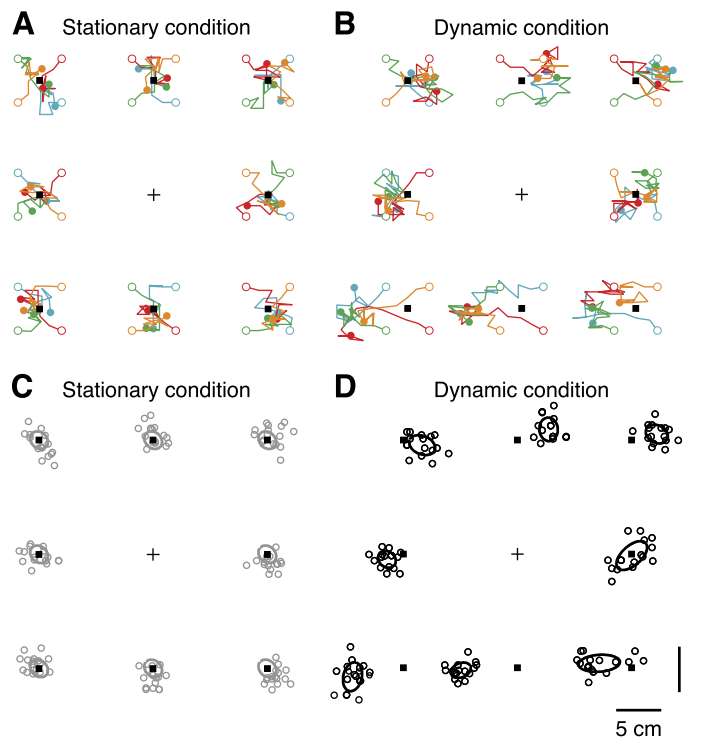 A Stationary condition
B Dynamic condition
C Stationary condition
D Dynamic condition
5 cm